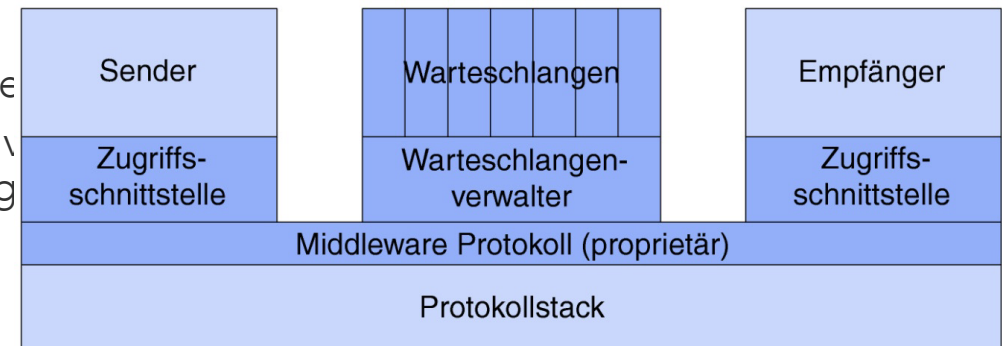 Sender
Warteschlangen
Empfänger
Zugriffs-
schnittstelle
Warteschlangen-
verwalter
Zugriffs-
schnittstelle
Middleware Protokoll (proprietär)
Protokollstack